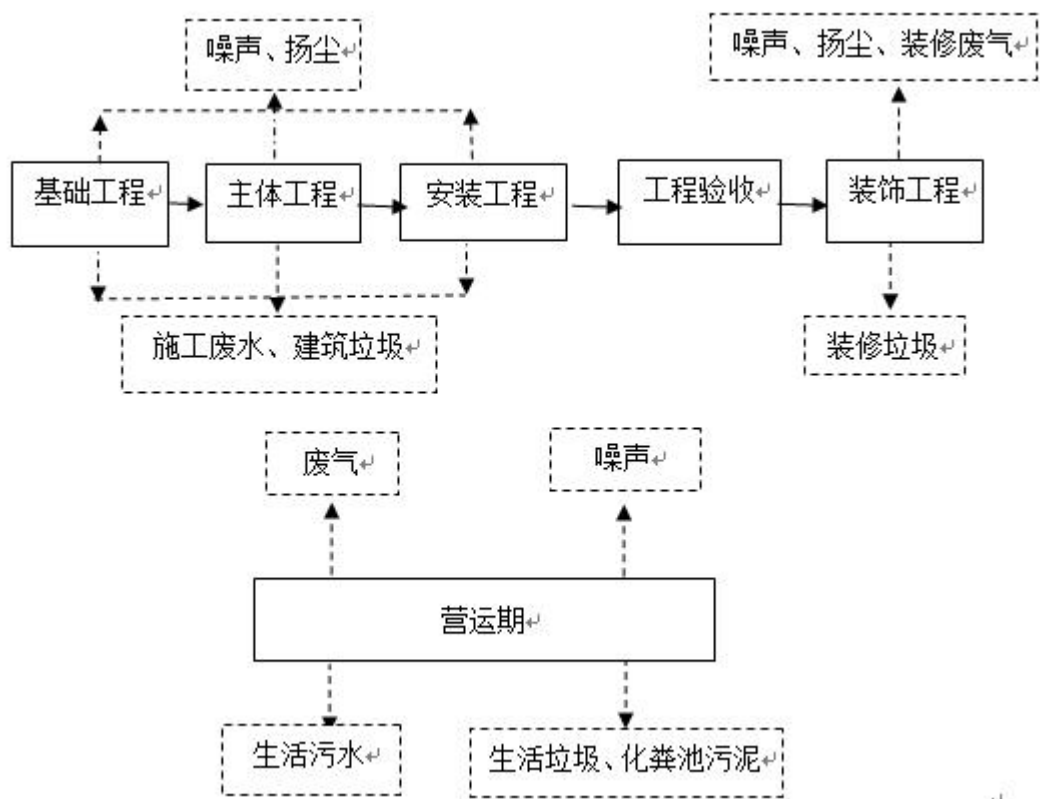 噪声、扬尘
噪声、扬尘、装修废气
基础工程
主体工程
安装工程
工程验收
装饰工程
施工废水、建筑垃圾
装修垃圾
废气
噪声
营运期
生活污水
生活垃圾、化粪池污泥